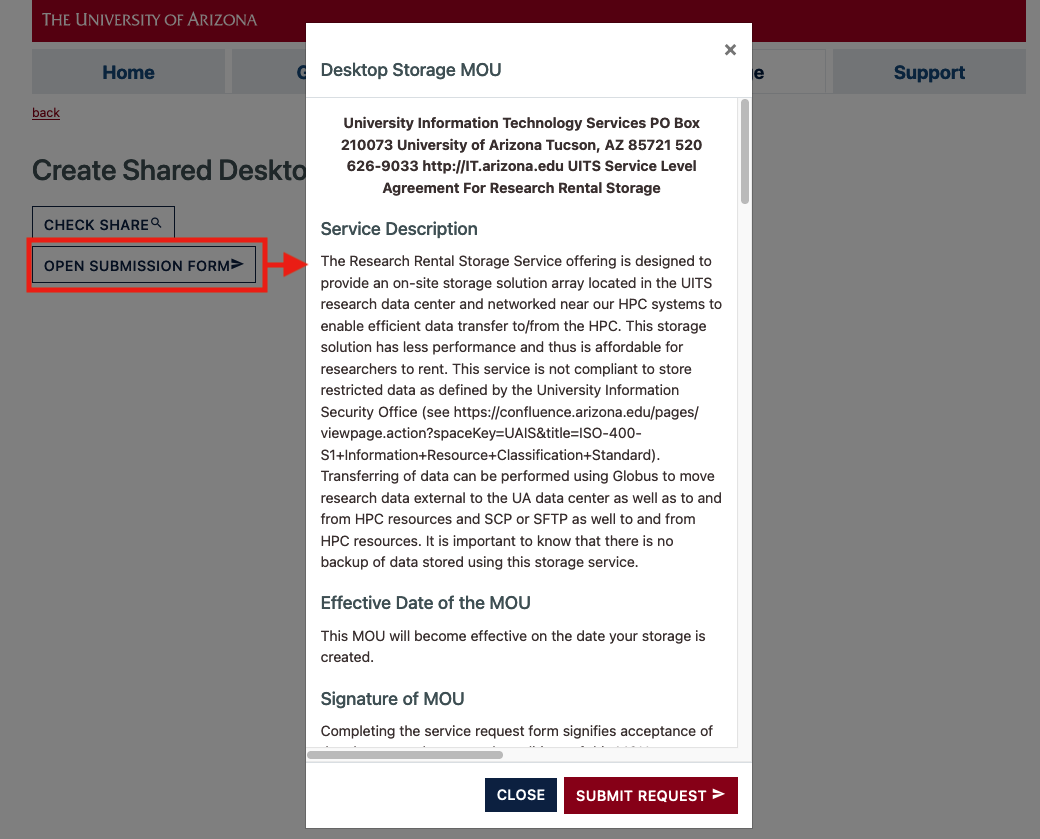 THE UNIVERSITY OF ARIZONA
Home
Support
back
Create Shared Deskto
CHECK SHARE
OPEN SUBMISSION FORM
×
Desktop Storage MOU
University Information Technology Services PO Box
210073 University of Arizona Tucson, AZ 85721 520
626-9033 http://IT.arizona.edu UITS Service Level
Agreement For Research Rental Storage
Service Description
The Research Rental Storage Service offering is designed to
provide an on-site storage solution array located in the UITS
research data center and networked near our HPC systems to
enable efficient data transfer to/from the HPC. This storage
solution has less performance and thus is affordable for
researchers to rent. This service is not compliant to store
restricted data as defined by the University Information
Security Office (see https://confluence.arizona.edu/pages/
viewpage.action?spaceKey=UAIS&title=ISO-400-
S1+Information+Resource+Classification+Standard).
Transferring of data can be performed using Globus to move
research data external to the UA data center as well as to and
from HPC resources and SCP or SFTP as well to and from
HPC resources. It is important to know that there is no
backup of data stored using this storage service.
Effective Date of the MOU
This MOU will become effective on the date your storage is
created.
Signature of MOU
Completing the service request form signifies acceptance of
CLOSE
SUBMIT REQUEST